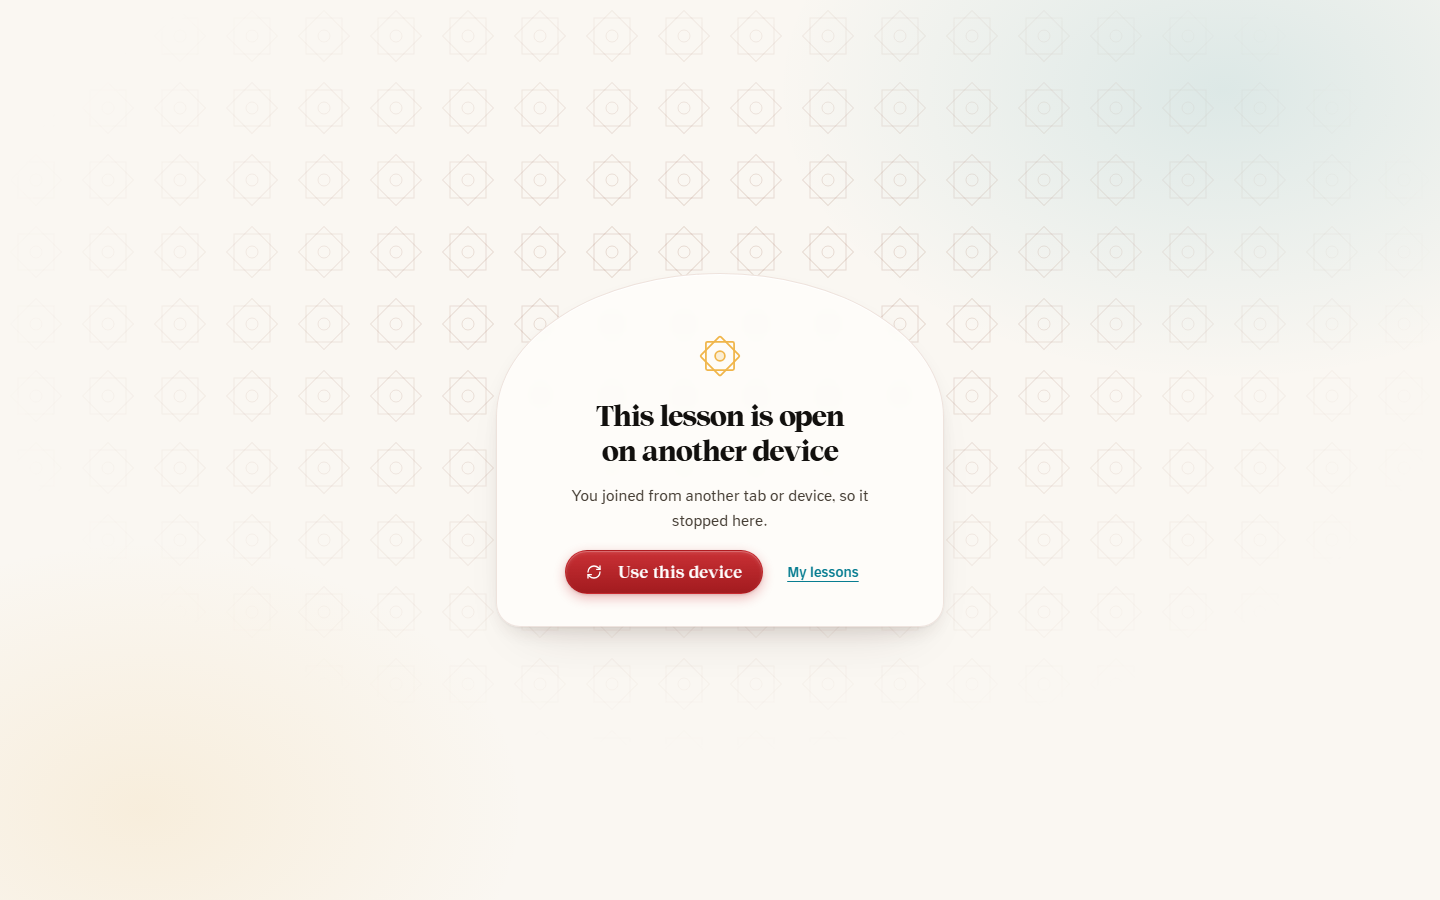 This lesson is open
on another device
You joined from another tab or device, so it
stopped here.
Use this device
My lessons